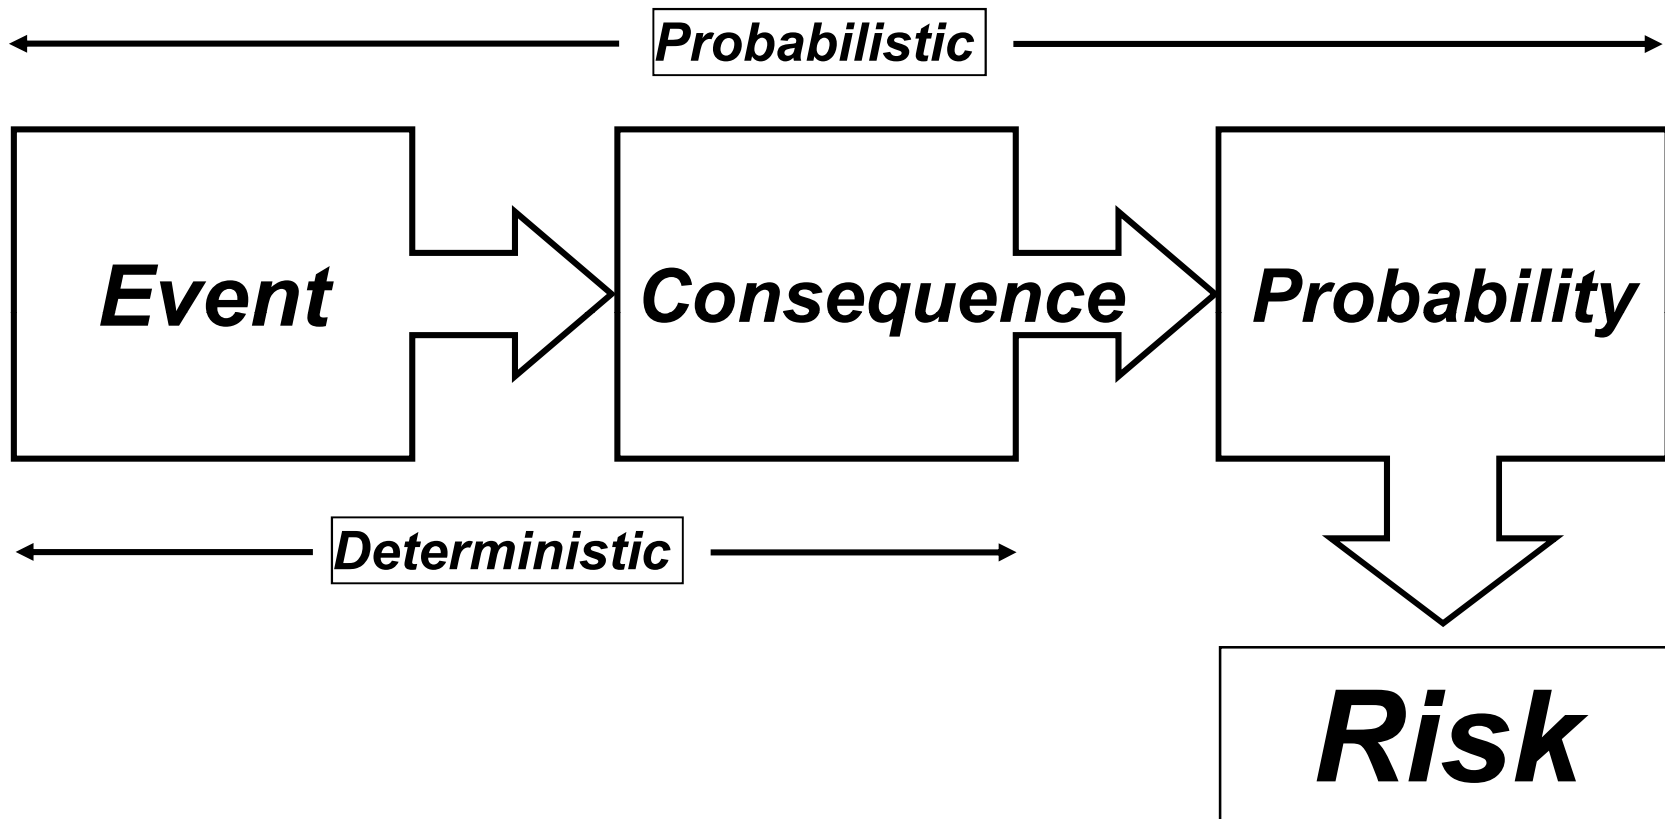 Probabilistic
Event
Consequence
Probability
Deterministic
Risk